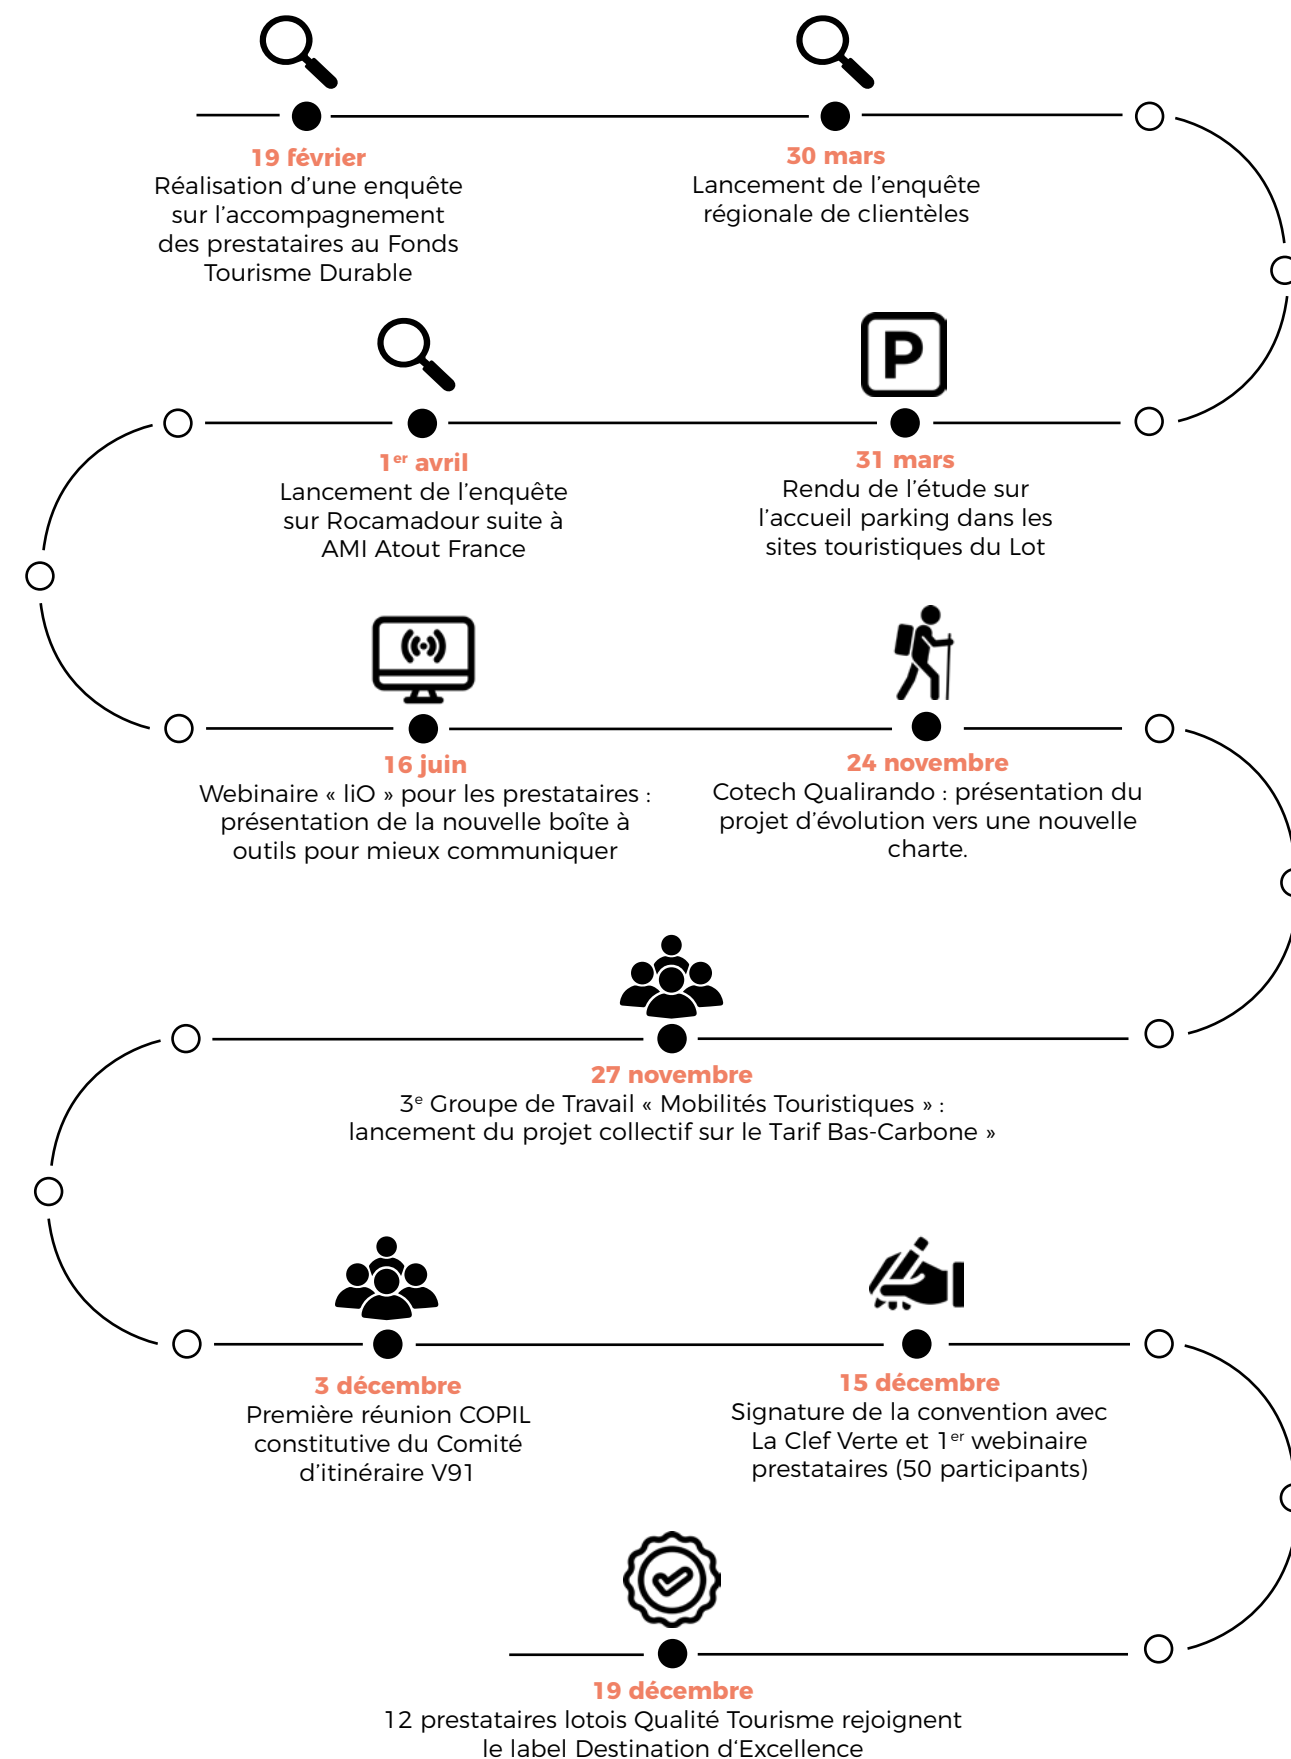 19 février
Réalisation d’une enquête
sur l’accompagnement
des prestataires au Fonds
Tourisme Durable
30 mars
Lancement de l’enquête
régionale de clientèles
P
31 mars
Rendu de l’étude sur
l’accueil parking dans les
sites touristiques du Lot
1er avril
Lancement de l’enquête
sur Rocamadour suite à
AMI Atout France
16 juin
Webinaire « liO » pour les prestataires :
présentation de la nouvelle boîte à
outils pour mieux communiquer
24 novembre
Cotech Qualirando : présentation du
projet d’évolution vers une nouvelle
charte.
27 novembre
3e Groupe de Travail « Mobilités Touristiques » :
lancement du projet collectif sur le Tarif Bas-Carbone »
3 décembre
Première réunion COPIL
constitutive du Comité
d’itinéraire V91
15 décembre
Signature de la convention avec
La Clef Verte et 1er webinaire
prestataires (50 participants)
19 décembre
12 prestataires lotois Qualité Tourisme rejoignent
le label Destination d‘Excellence